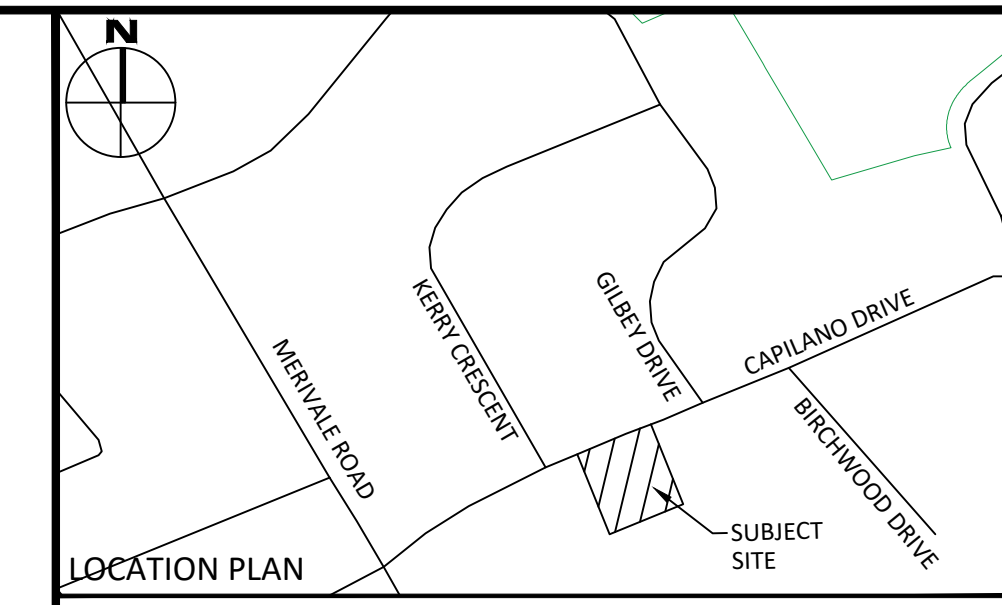 N
KERRY CRESCENT
GILBEY DRIVE
CAPILANO DRIVE
MERIVALE ROAD
BIRCHWOOD DRIVE
SUBJECT
SITE
LOCATION PLAN